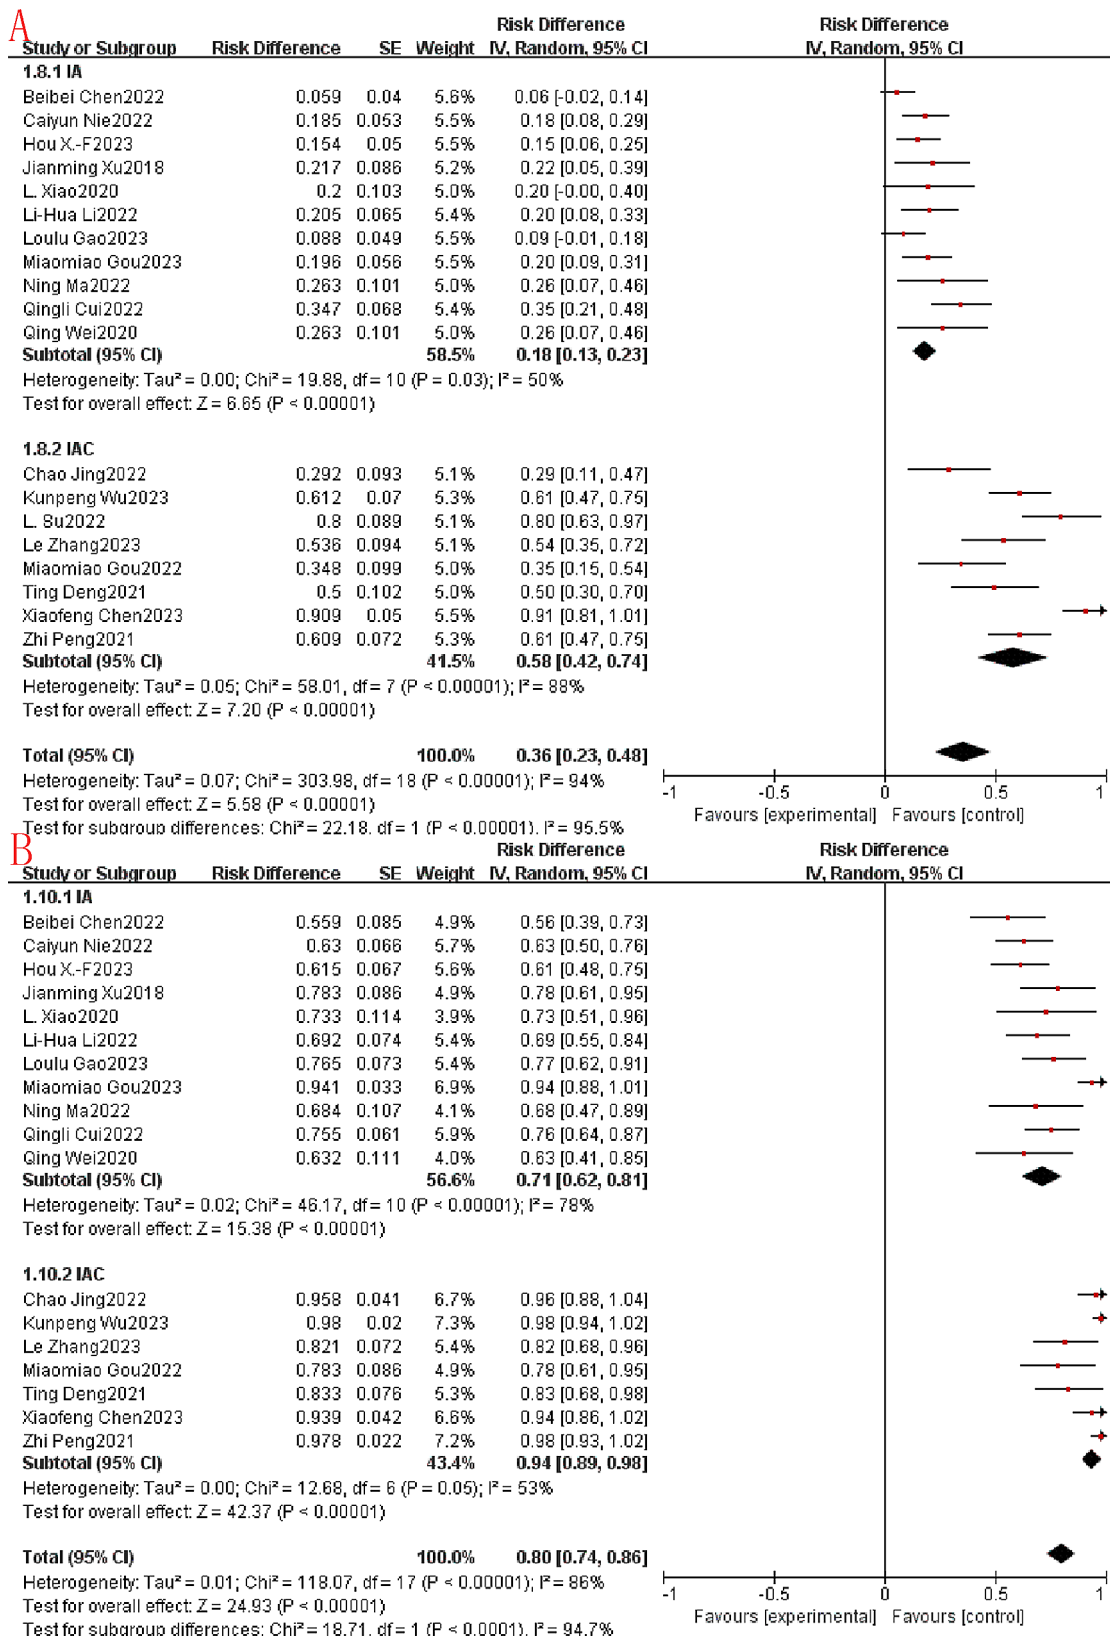 A
Risk Difference Risk Difference
Study or Subgroup Risk Difference SE Weight IV, Random, 95% CI IV, Random, 95% CI
1.8.1 IA
Beibei Chen2022 0.059 0.04 5.6% 0.06 [-0.02, 0.14]
Caiyun Nie2022 0.185 0.053 5.5% 0.18 [0.08, 0.29]
Hou X.-F2023 0.154 0.05 5.5% 0.15 [0.06, 0.25]
Jianming Xu2018 0.217 0.086 5.2% 0.22 [0.05, 0.39]
L. Xiao2020 0.2 0.103 5.0% 0.20 [-0.00, 0.40]
Li-Hua Li2022 0.205 0.065 5.4% 0.20 [0.08, 0.33]
Loulu Gao2023 0.088 0.049 5.5% 0.09 [-0.01, 0.18]
Miaomiao Gou2023 0.196 0.056 5.5% 0.20 [0.09, 0.31]
Ning Ma2022 0.263 0.101 5.0% 0.26 [0.07, 0.46]
Qingli Cui2022 0.347 0.068 5.4% 0.35 [0.21, 0.48]
Qing Wei2020 0.263 0.101 5.0% 0.26 [0.07, 0.46]
Subtotal (95% CI) 58.5% 0.18 [0.13, 0.23]
Heterogeneity: Tau² = 0.00; Chi² = 19.88, df = 10 (P = 0.03); I² = 50%
Test for overall effect: Z = 6.65 (P < 0.00001)
1.8.2 IAC
Chao Jing2022 0.292 0.093 5.1% 0.29 [0.11, 0.47]
Kunpeng Wu2023 0.612 0.07 5.3% 0.61 [0.47, 0.75]
L. Su2022 0.8 0.089 5.1% 0.80 [0.63, 0.97]
Le Zhang2023 0.536 0.094 5.1% 0.54 [0.35, 0.72]
Miaomiao Gou2022 0.348 0.099 5.0% 0.35 [0.15, 0.54]
Ting Deng2021 0.5 0.102 5.0% 0.50 [0.30, 0.70]
Xiaofeng Chen2023 0.909 0.05 5.5% 0.91 [0.81, 1.01]
Zhi Peng2021 0.609 0.072 5.3% 0.61 [0.47, 0.75]
Subtotal (95% CI) 41.5% 0.58 [0.42, 0.74]
Heterogeneity: Tau² = 0.05; Chi² = 58.01, df = 7 (P < 0.00001); I² = 88%
Test for overall effect: Z = 7.20 (P < 0.00001)
Total (95% CI) 100.0% 0.36 [0.23, 0.48]
Heterogeneity: Tau² = 0.07; Chi² = 303.98, df = 18 (P < 0.00001); I² = 94%
Test for overall effect: Z = 5.58 (P < 0.00001)
Test for subgroup differences: Chi² = 22.18, df = 1 (P < 0.00001), I² = 95.5%
-1 -0.5 0 0.5 1
Favours [experimental] Favours [control]
B
Risk Difference Risk Difference
Study or Subgroup Risk Difference SE Weight IV, Random, 95% CI IV, Random, 95% CI
1.10.1 IA
Beibei Chen2022 0.559 0.085 4.9% 0.56 [0.39, 0.73]
Caiyun Nie2022 0.63 0.066 5.7% 0.63 [0.50, 0.76]
Hou X.-F2023 0.615 0.067 5.6% 0.61 [0.48, 0.75]
Jianming Xu2018 0.783 0.086 4.9% 0.78 [0.61, 0.95]
L. Xiao2020 0.733 0.114 3.9% 0.73 [0.51, 0.96]
Li-Hua Li2022 0.692 0.074 5.4% 0.69 [0.55, 0.84]
Loulu Gao2023 0.765 0.073 5.4% 0.77 [0.62, 0.91]
Miaomiao Gou2023 0.941 0.033 6.9% 0.94 [0.88, 1.01]
Ning Ma2022 0.684 0.107 4.1% 0.68 [0.47, 0.89]
Qingli Cui2022 0.755 0.061 5.9% 0.76 [0.64, 0.87]
Qing Wei2020 0.632 0.111 4.0% 0.63 [0.41, 0.85]
Subtotal (95% CI) 56.6% 0.71 [0.62, 0.81]
Heterogeneity: Tau² = 0.02; Chi² = 46.17, df = 10 (P < 0.00001); I² = 78%
Test for overall effect: Z = 15.38 (P < 0.00001)
1.10.2 IAC
Chao Jing2022 0.958 0.041 6.7% 0.96 [0.88, 1.04]
Kunpeng Wu2023 0.98 0.02 7.3% 0.98 [0.94, 1.02]
Le Zhang2023 0.821 0.072 5.4% 0.82 [0.68, 0.96]
Miaomiao Gou2022 0.783 0.086 4.9% 0.78 [0.61, 0.95]
Ting Deng2021 0.833 0.076 5.3% 0.83 [0.68, 0.98]
Xiaofeng Chen2023 0.939 0.042 6.6% 0.94 [0.86, 1.02]
Zhi Peng2021 0.978 0.022 7.2% 0.98 [0.93, 1.02]
Subtotal (95% CI) 43.4% 0.94 [0.89, 0.98]
Heterogeneity: Tau² = 0.00; Chi² = 12.68, df = 6 (P = 0.05); I² = 53%
Test for overall effect: Z = 42.37 (P < 0.00001)
Total (95% CI) 100.0% 0.80 [0.74, 0.86]
Heterogeneity: Tau² = 0.01; Chi² = 118.07, df = 17 (P < 0.00001); I² = 86%
Test for overall effect: Z = 24.93 (P < 0.00001)
Test for subgroup differences: Chi² = 18.71, df = 1 (P < 0.0001), I² = 94.7%
-1 -0.5 0 0.5 1
Favours [experimental] Favours [control]